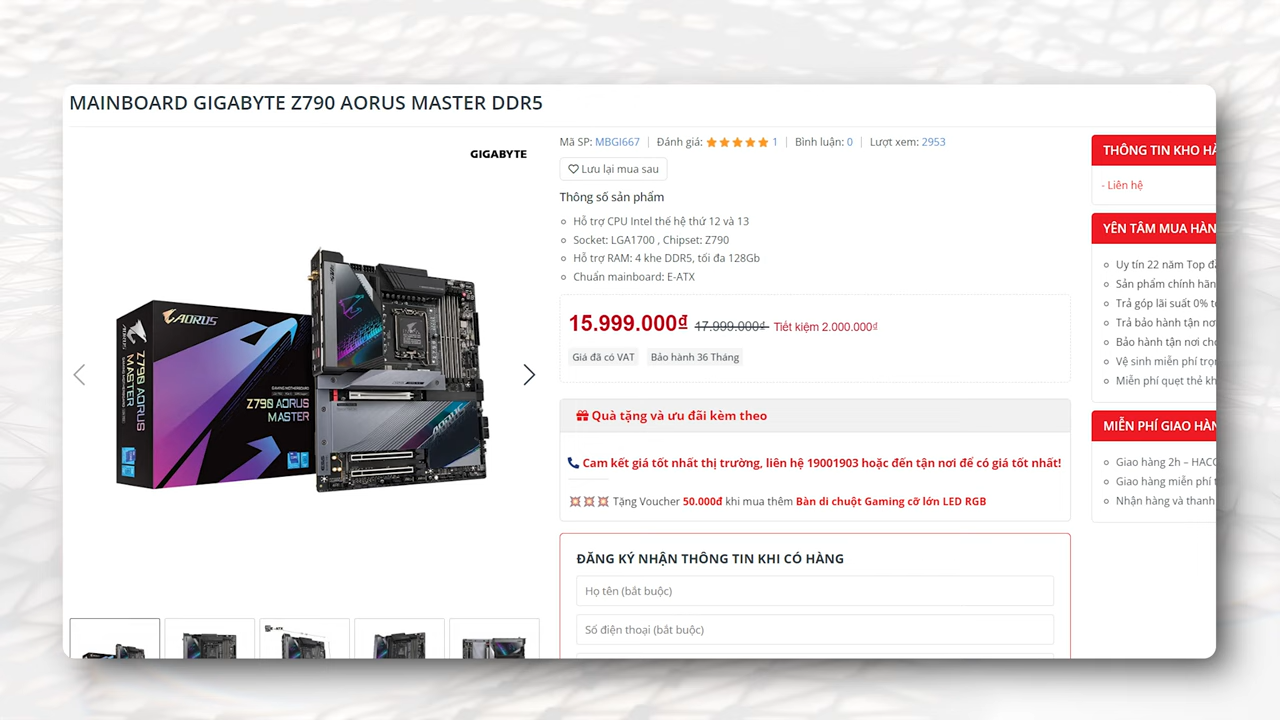 MAINBOARD GIGABYTE Z790 AORUS MASTER DDR5
GIGABYTE
AORUS
Z790 AORUS
MASTER
Z790 AORUS
MASTER
AORUS
Mã SP: MBGI667 | Đánh giá: 1 | Bình luận: 0 | Lượt xem: 2953
Lưu lại mua sau
Thông số sản phẩm
Hỗ trợ CPU Intel thế hệ thứ 12 và 13
Socket: LGA1700 , Chipset: Z790
Hỗ trợ RAM: 4 khe DDR5, tối đa 128Gb
Chuẩn mainboard: E-ATX
15.999.000₫ 17.999.000₫ Tiết kiệm 2.000.000₫
Giá đã có VAT Bảo hành 36 Tháng
Quà tặng và ưu đãi kèm theo
Cam kết giá tốt nhất thị trường, liên hệ 19001903 hoặc đến tận nơi để có giá tốt nhất!
Tặng Voucher 50.000đ khi mua thêm Bàn di chuột Gaming cỡ lớn LED RGB
ĐĂNG KÝ NHẬN THÔNG TIN KHI CÓ HÀNG
Họ tên (bắt buộc)
Số điện thoại (bắt buộc)
THÔNG TIN KHO
- Liên hệ
YÊN TÂM MUA HÀN
Uy tín 22 năm Top
Sản phẩm chính hãn
Trả góp lãi suất 0%
Trả bảo hành tận nơ
Bảo hành tận nơi
Vệ sinh miễn phí
Miễn phí quẹt thẻ
MIỄN PHÍ GIAO HÀN
Giao hàng 2h – HACO
Giao hàng miễn phí
Nhận hàng và thanh